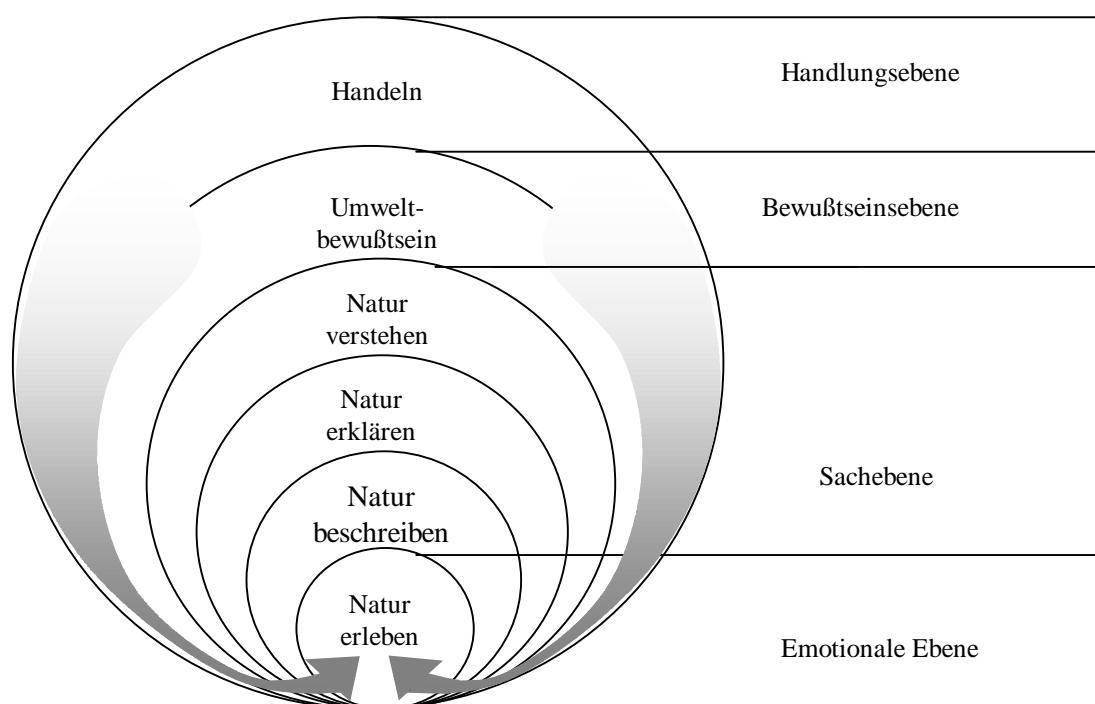 Handeln
Handlungsebene
Umwelt-
bewußtsein
Bewußtseinsebene
Natur
verstehen
Natur
erklären
Sachebene
Natur
beschreiben
Natur
erleben
Emotionale Ebene